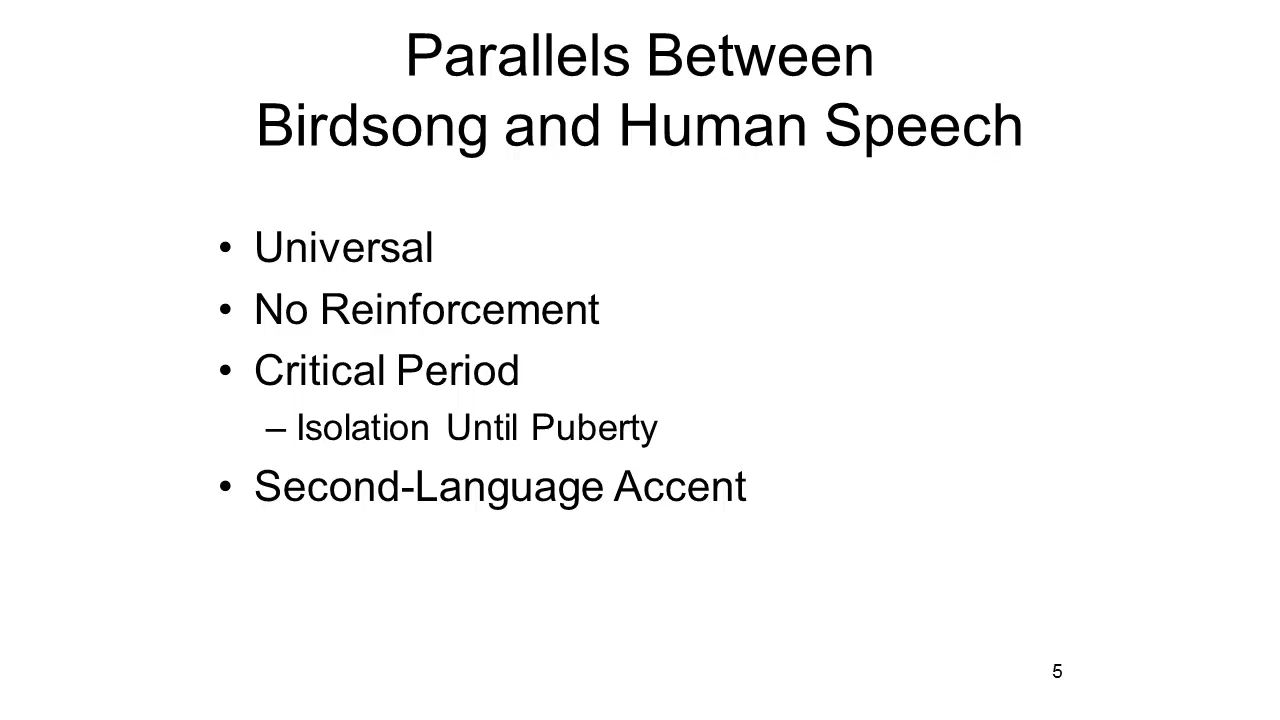 Parallels Between
Birdsong and Human Speech
• Universal
• No Reinforcement
• Critical Period
– Isolation Until Puberty
• Second-Language Accent
5